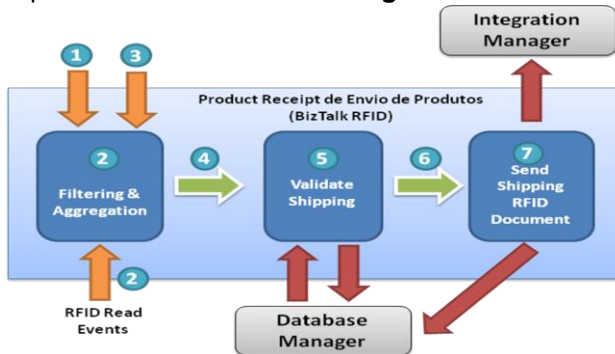 Integration
Manager
1
3
Product Receipt de Envio de Produtos
(BizTalk RFID)
2
Filtering &
Aggregation
4
5
Validate
Shipping
6
7
Send
Shipping
RFID
Document
2
RFID Read
Events
Database
Manager